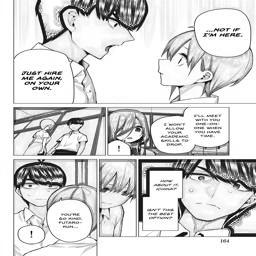 ...NOT IF
I'M HERE.
JUST HIRE
ME AGAIN,
ON YOUR
OWN.
I'LL MEET
WITH YOU
ONE-ON-
ONE WHEN
YOU HAVE
TIME.
I WON'T
ALLOW
YOUR
ACADEMIC
SKILLS TO
DROP.
!
HOW
ABOUT IT,
ICHIKA?
ISN'T THIS
THE BEST
OPTION?
YOU'RE
SO KIND,
FUTARO-
KUN...
!
164